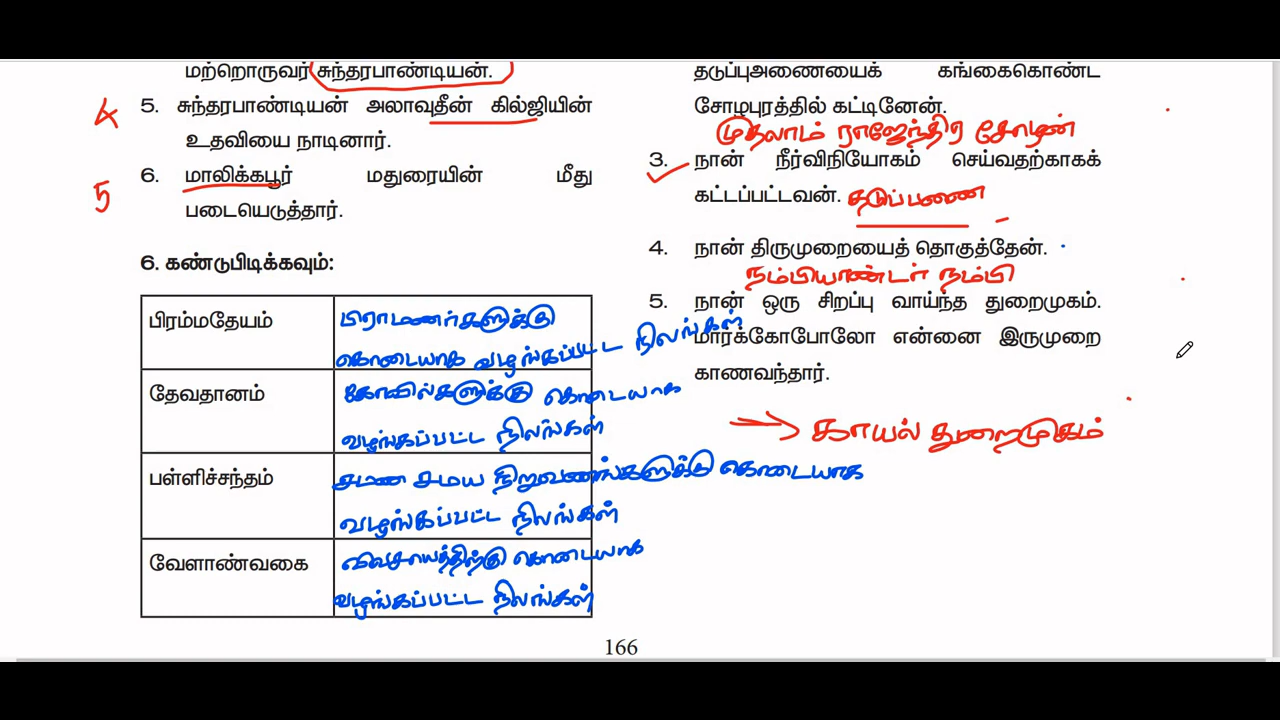 மற்றொருவர் சுந்தரபாண்டியன்.
4 5. சுந்தரபாண்டியன் அலாவுதீன் கில்ஜியின்
உதவியை நாடினார்.
5 6. மாலிக்கபூர் மதுரையின் மீது
படையெடுத்தார்.
6. கண்டுபிடிக்கவும்:
பிரம்மதேயம் பிராமணர்களுக்கு
கொடையாக வழங்கப்பட்ட நிலங்கள்
தேவதானம் கோவில்களுக்கு கொடையாக
வழங்கப்பட்ட நிலங்கள்
பள்ளிச்சந்தம் சமண சமய நிறுவனங்களுக்கு கொடையாக
வழங்கப்பட்ட நிலங்கள்
வேளாண்வகை விவசாயத்திற்கு கொடையாக
வழங்கப்பட்ட நிலங்கள்
தடுப்புஅணையைக் கங்கைகொண்ட
சோழபுரத்தில் கட்டினேன்.
முதலாம் ராஜேந்திர சோழன்
3. நான் நீர்விநியோகம் செய்வதற்காகக்
கட்டப்பட்டவன். தடுப்பணை
4. நான் திருமுறையைத் தொகுத்தேன்.
நம்பியாண்டர் நம்பி
5. நான் ஒரு சிறப்பு வாய்ந்த துறைமுகம்.
மார்க்கோபோலோ என்னை இருமுறை
காணவந்தார்.
காயல் துறைமுகம்
166